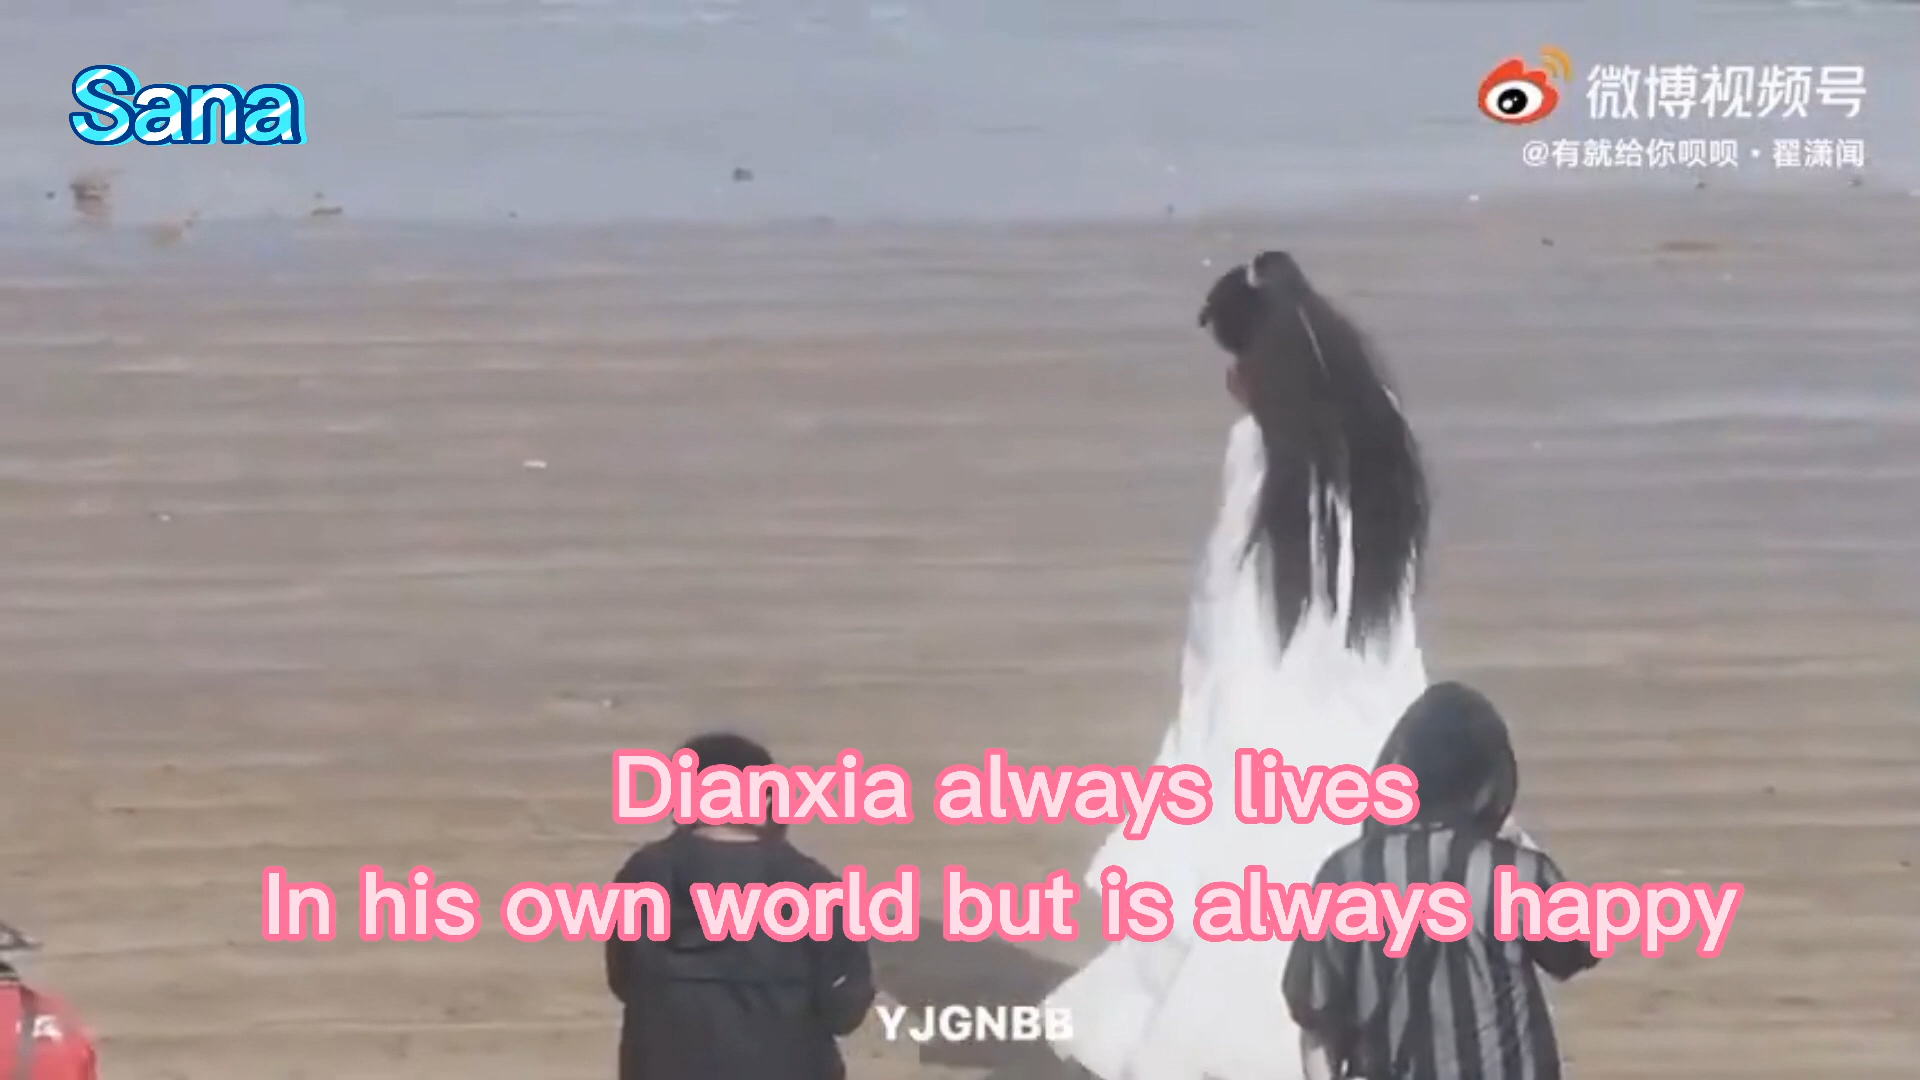 Sana
微博视频号
@有就给你呗呗·翟潇闻
Dianxia always lives
In his own world but is always happy
YJGNBB